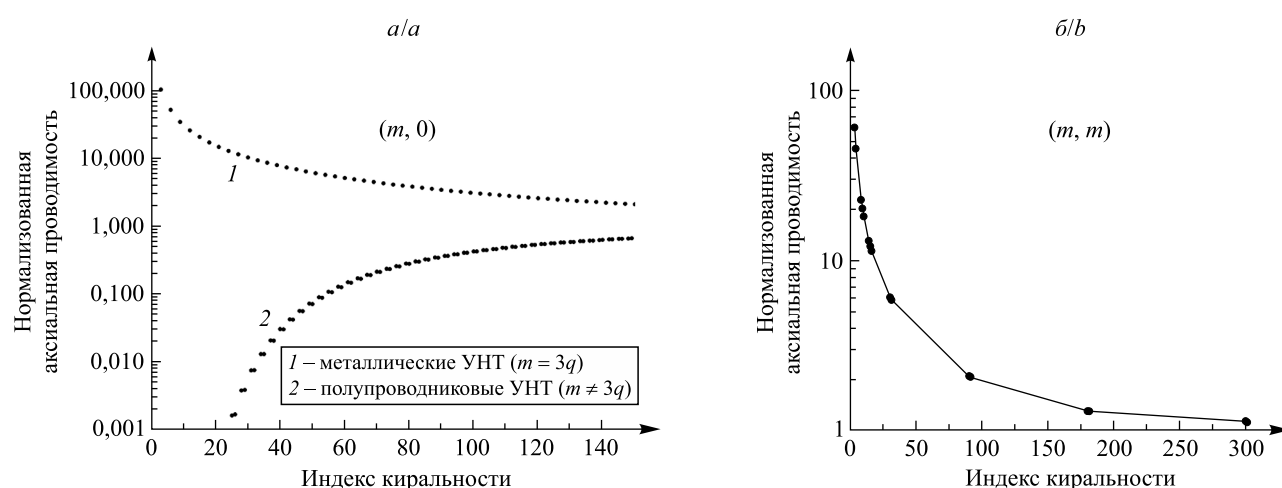 а/a
Нормализованная
аксиальная проводимость
100,000
10,000
1,000
0,100
0,010
0,001
(m, 0)
1
2
1 – металлические УНТ (m = 3q)
2 – полупроводниковые УНТ (m ≠ 3q)
0 20 40 60 80 100 120 140
Индекс киральности
б/b
Нормализованная
аксиальная проводимость
100
10
1
(m, m)
0 50 100 150 200 250 300
Индекс киральности